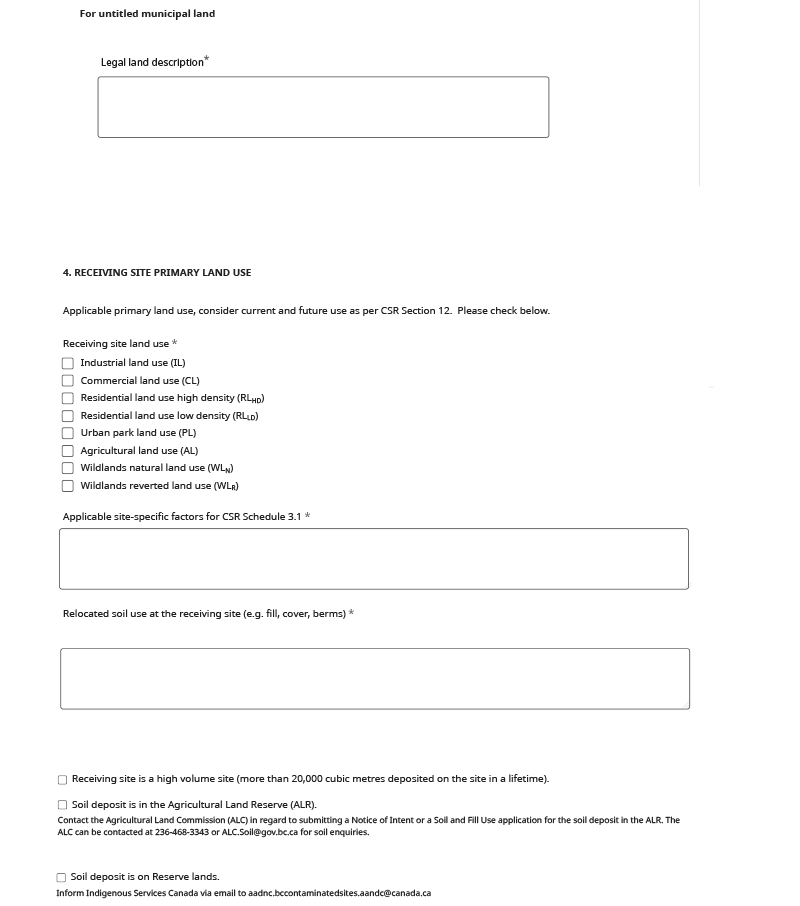 For untitled municipal land
Legal land description*
4. RECEIVING SITE PRIMARY LAND USE
Applicable primary land use, consider current and future use as per CSR Section 12.  Please check below.
Receiving site land use *
Industrial land use (IL)
Commercial land use (CL)
Residential land use high density (RLHD)
Residential land use low density (RLLD)
Urban park land use (PL)
Agricultural land use (AL)
Wildlands natural land use (WLN)
Wildlands reverted land use (WLR)
Applicable site-specific factors for CSR Schedule 3.1 *
Relocated soil use at the receiving site (e.g. fill, cover, berms) *
Receiving site is a high volume site (more than 20,000 cubic metres deposited on the site in a lifetime).
Soil deposit is in the Agricultural Land Reserve (ALR).
Contact the Agricultural Land Commission (ALC) in regard to submitting a Notice of Intent or a Soil and Fill Use application for the soil deposit in the ALR. The
ALC can be contacted at 236-468-3343 or ALC.Soil@gov.bc.ca for soil enquiries.
Soil deposit is on Reserve lands.
Inform Indigenous Services Canada via email to aadnc.bccontaminatedsites.aandc@canada.ca